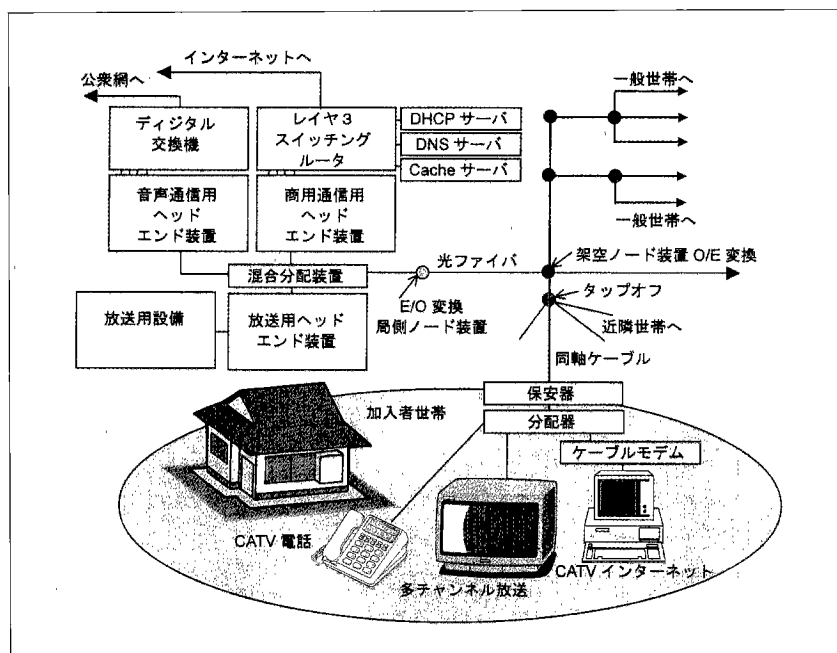 インターネットへ
公衆網へ
ディジタル
交換機
レイヤ3
スイッチング
ルータ
DHCP サーバ
DNS サーバ
Cache サーバ
音声通信用
ヘッド
エンド装置
商用通信用
ヘッド
エンド装置
混合分配装置
放送用設備
放送用ヘッド
エンド装置
光ファイバ
E/O 変換
局側ノード装置
一般世帯へ
一般世帯へ
架空ノード装置 O/E 変換
タップオフ
近隣世帯へ
同軸ケーブル
保安器
分配器
ケーブルモデム
加入者世帯
CATV 電話
多チャンネル放送
CATV インターネット